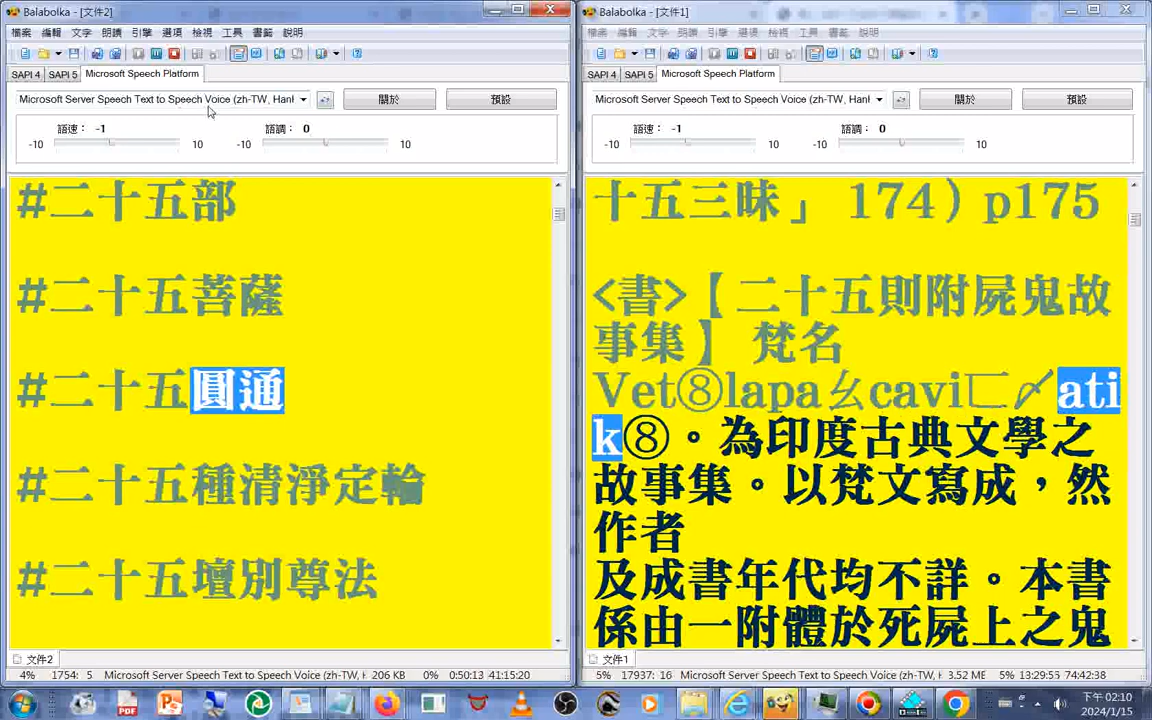 Balabolka - [文件2]
檔案 編輯 文字 朗讀 引擎 選項 檢視 工具 書籤 說明
SAPI 4 SAPI 5 Microsoft Speech Platform
Microsoft Server Speech Text to Speech Voice (zh-TW, Hanl
關於 預設
語速： -1 語調： 0
-10 10 -10 10
#二十五部
#二十五菩薩
#二十五圓通
#二十五種清淨定輪
#二十五壇別尊法
文件2
4% 1754: 5 Microsoft Server Speech Text to Speech Voice (zh-TW, H 206 KB 0% 0:50:13 41:15:20
Balabolka - [文件1]
檔案 編輯 文字 朗讀 引擎 選項 檢視 工具 書籤 說明
SAPI 4 SAPI 5 Microsoft Speech Platform
Microsoft Server Speech Text to Speech Voice (zh-TW, Hanl
關於 預設
語速： -1 語調： 0
-10 10 -10 10
十五三昧」 174）p175
<書>【二十五則附屍鬼故
事集】 梵名
Vet⑧lapaㄠcaviㄈ〆ati
k⑧。為印度古典文學之
故事集。以梵文寫成，然
作者
及成書年代均不詳。本書
係由一附體於死屍上之鬼
文件1
5% 17937: 16 Microsoft Server Speech Text to Speech Voice (zh-TW, H 3.52 ME 5% 13:29:55 74:42:38
下午 02:10
2024/1/15